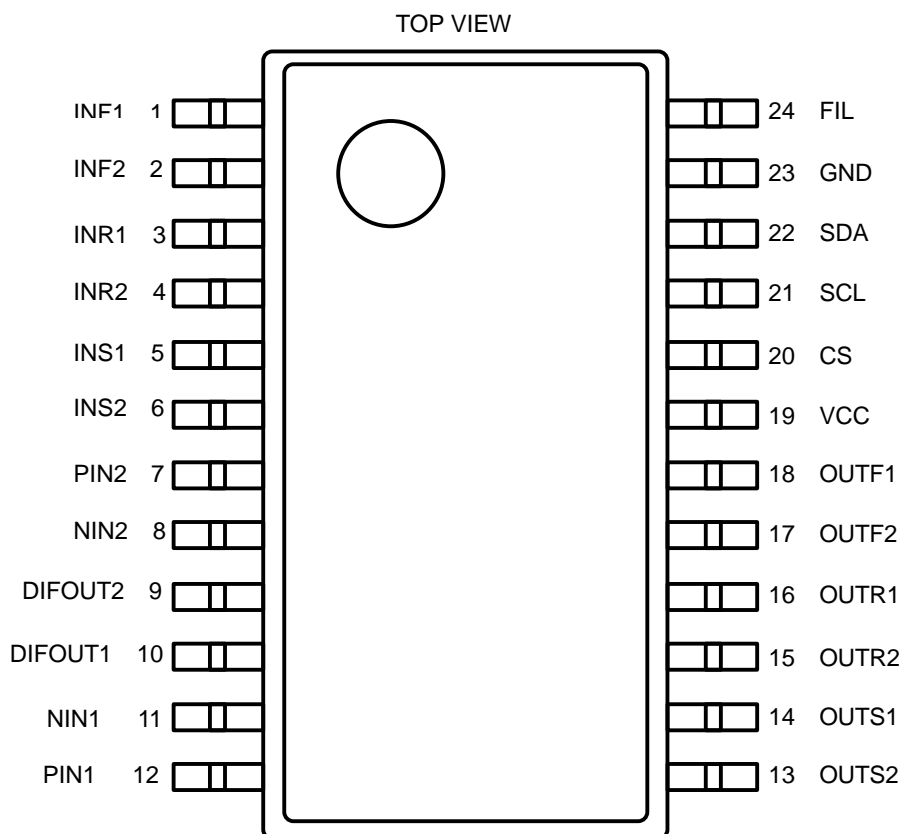 TOP VIEW
INF1 1
INF2 2
INR1 3
INR2 4
INS1 5
INS2 6
PIN2 7
NIN2 8
DIFOUT2 9
DIFOUT1 10
NIN1 11
PIN1 12
24 FIL
23 GND
22 SDA
21 SCL
20 CS
19 VCC
18 OUTF1
17 OUTF2
16 OUTR1
15 OUTR2
14 OUTS1
13 OUTS2